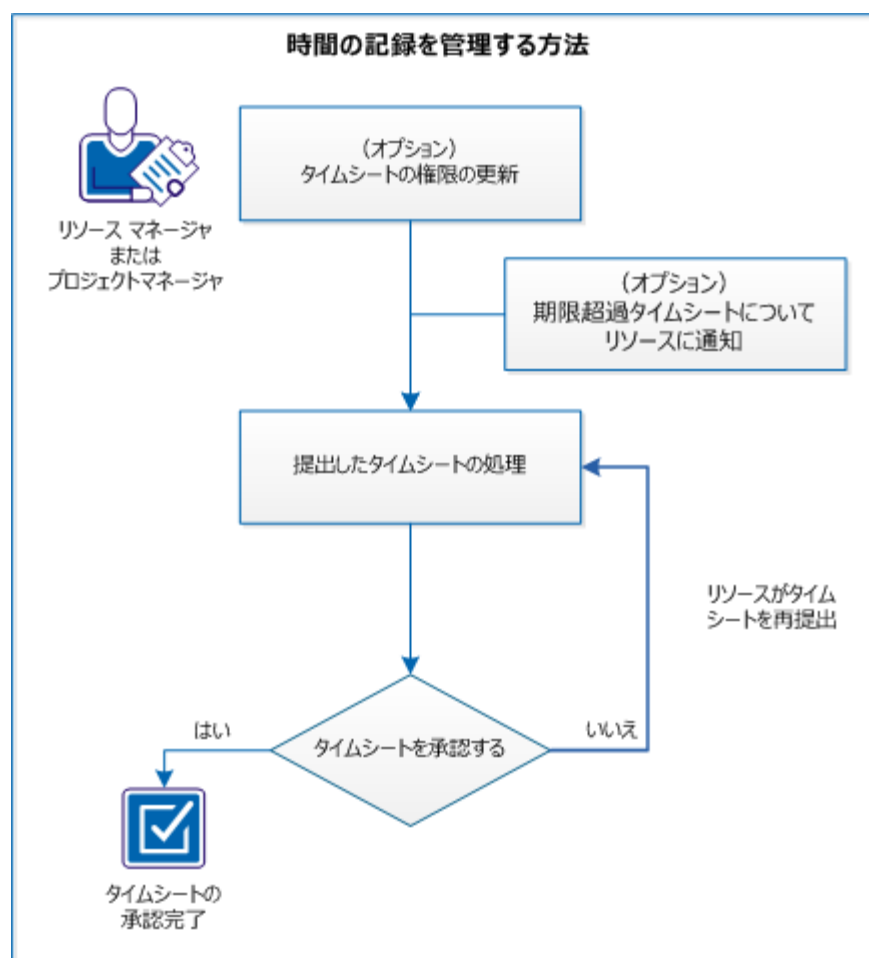 時間の記録を管理する方法
（オプション）
タイムシートの権限の更新
リソース マネージャ
または
プロジェクトマネージャ
（オプション）
期限超過タイムシートについて
リソースに通知
提出したタイムシートの処理
リソースがタイム
シートを再提出
はい
タイムシートを承認する
いいえ
タイムシートの
承認完了